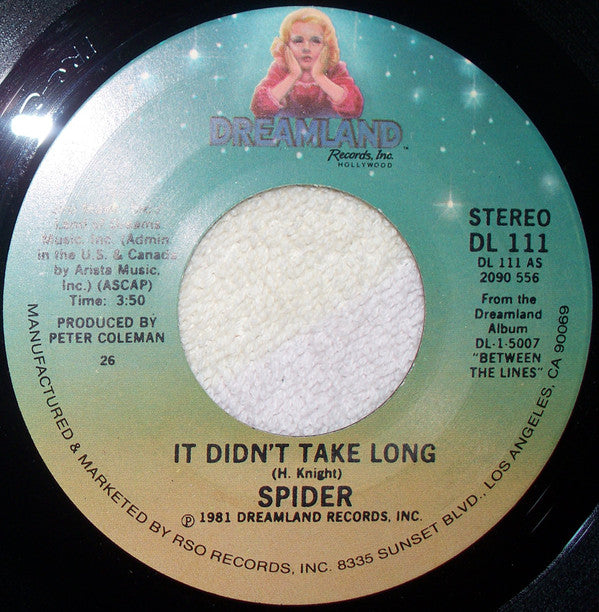 DREAMLAND™
Records, Inc.
HOLLYWOOD
Music, Inc. (Admin.
in the U.S. & Canada
by Arista Music,
Inc.) (ASCAP)
Time: 3:50
PRODUCED BY
PETER COLEMAN
26
STEREO
DL 111
DL 111 AS
2090 556
From the
Dreamland
Album
DL-1-5007
"BETWEEN
THE LINES"
IT DIDN'T TAKE LONG
(H. Knight)
SPIDER
℗ 1981 DREAMLAND RECORDS, INC.
MANUFACTURED & MARKETED BY RSO RECORDS, INC. 8335 SUNSET BLVD., LOS ANGELES, CA 90069